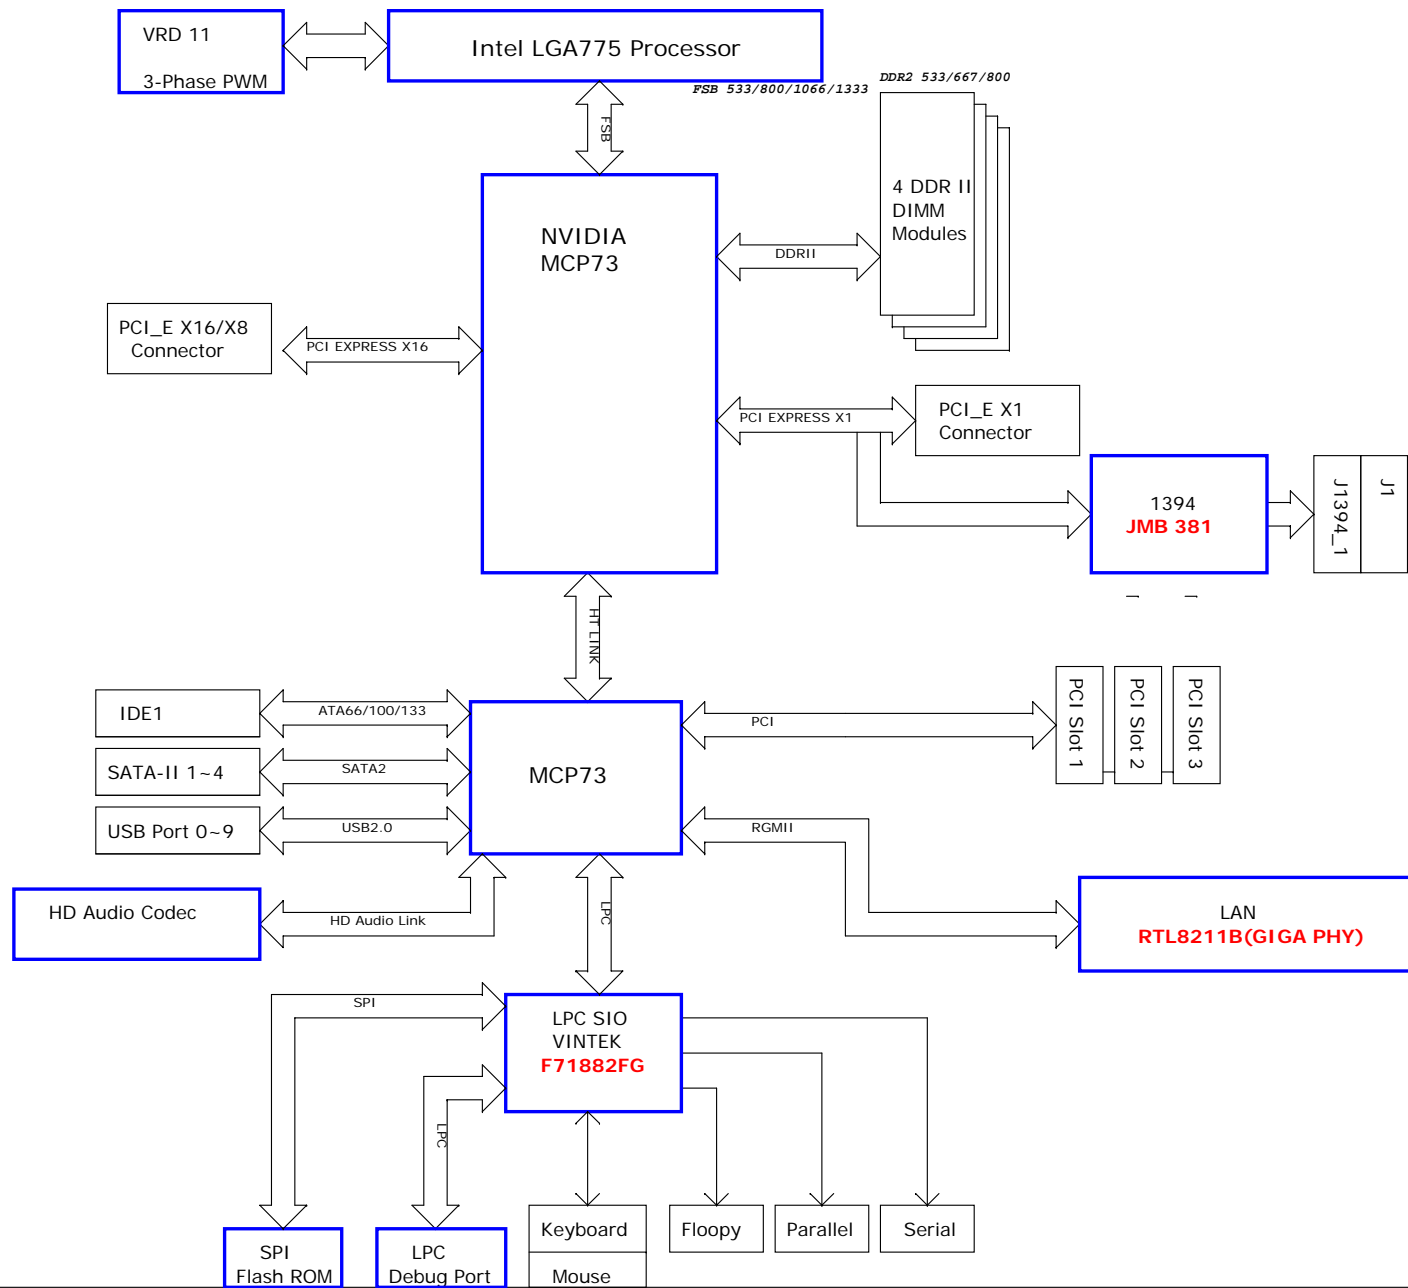 VRD 11
3-Phase PWM
Intel LGA775 Processor
FSB 533/800/1066/1333
DDR2 533/667/800
FSB
4 DDR II
DIMM
Modules
NVIDIA
MCP73
DDRII
PCI_E X16/X8
Connector
PCI EXPRESS X16
PCI EXPRESS X1
PCI_E X1
Connector
1394
JMB 381
J1394_1
J1
HT LINK
IDE1
ATA66/100/133
SATA-II 1~4
SATA2
USB Port 0~9
USB2.0
MCP73
PCI
PCI Slot 1
PCI Slot 2
PCI Slot 3
RGMII
HD Audio Codec
HD Audio Link
LPC
LAN
RTL8211B(GIGA PHY)
SPI
LPC SIO
VINTEK
F71882FG
LPC
SPI
Flash ROM
LPC
Debug Port
Keyboard
Mouse
Floopy
Parallel
Serial